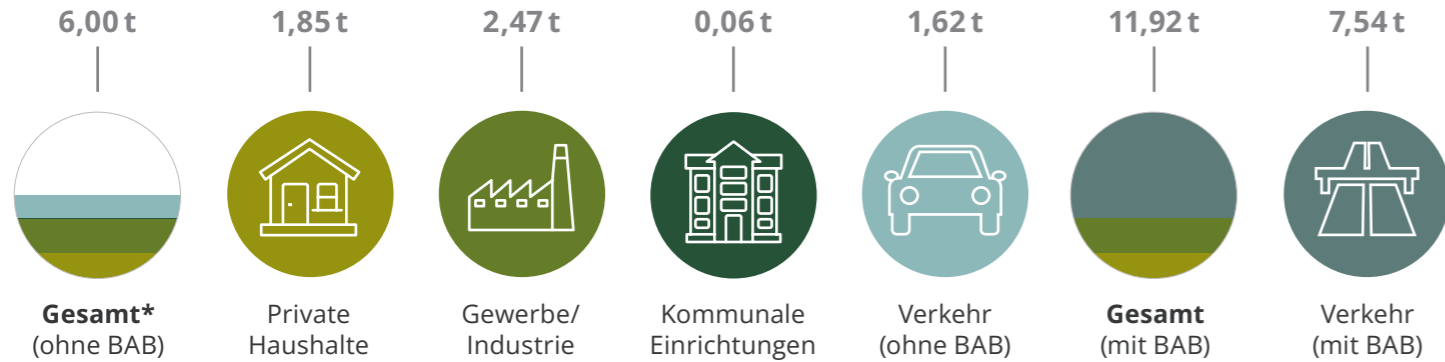 6,00 t
1,85 t
2,47 t
0,06 t
1,62 t
11,92 t
7,54 t
Gesamt*
(ohne BAB)
Private
Haushalte
Gewerbe/
Industrie
Kommunale
Einrichtungen
Verkehr
(ohne BAB)
Gesamt
(mit BAB)
Verkehr
(mit BAB)